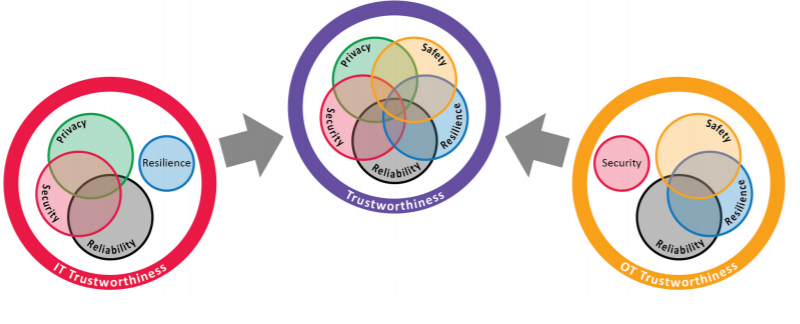 Privacy
Resilience
Security
Reliability
IT Trustworthiness
Privacy
Safety
Security
Resilience
Reliability
Trustworthiness
Safety
Security
Resilience
Reliability
OT Trustworthiness